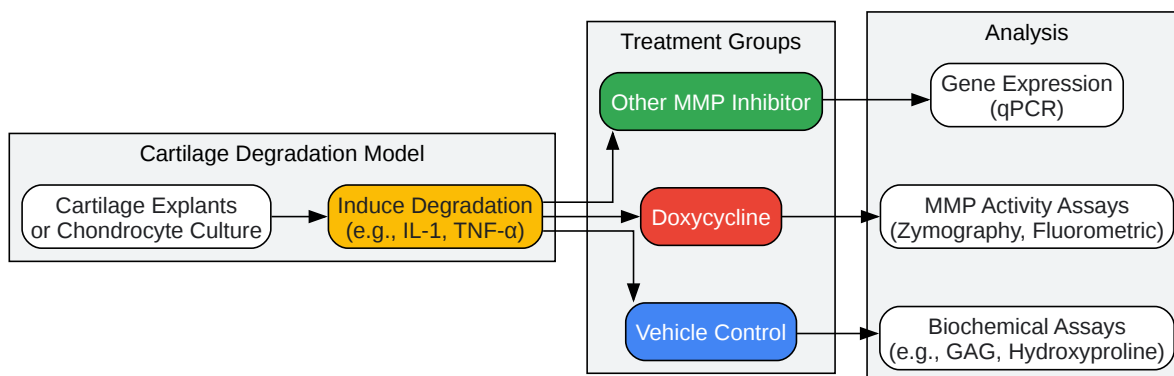 Cartilage Degradation Model
Cartilage Explants
or Chondrocyte Culture
Induce Degradation
(e.g., IL-1, TNF-α)
Treatment Groups
Other MMP Inhibitor
Doxycycline
Vehicle Control
Analysis
Gene Expression
(qPCR)
MMP Activity Assays
(Zymography, Fluorometric)
Biochemical Assays
(e.g., GAG, Hydroxyproline)